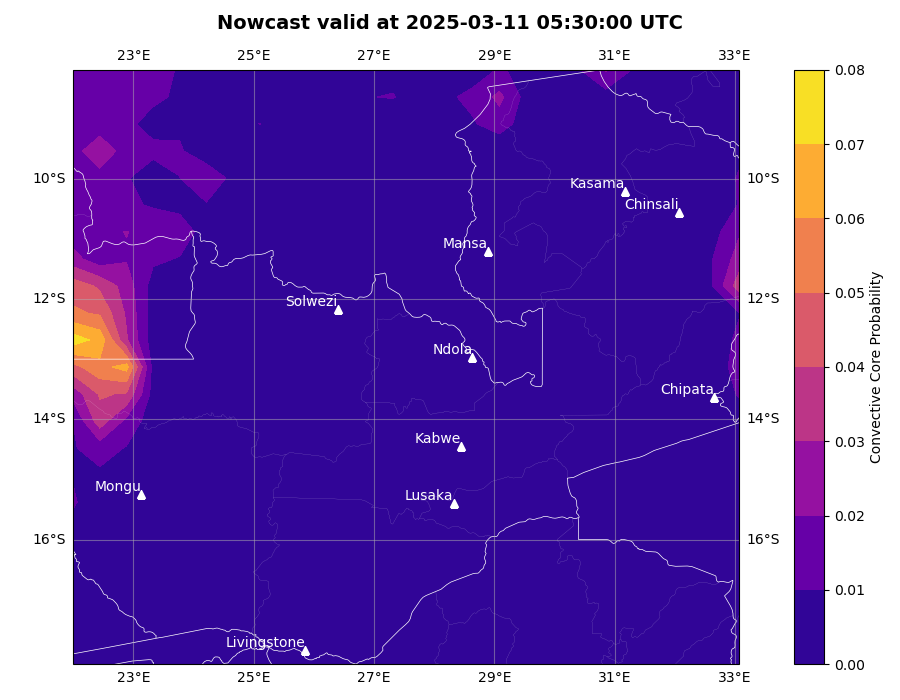 Nowcast valid at 2025-03-11 05:30:00 UTC
23°E 25°E 27°E 29°E 31°E 33°E
0.08
0.07
10°S Kasama 10°S
Chinsali
0.06
Mansa
12°S Solwezi 12°S
0.05
Ndola
0.04
Chipata
14°S 14°S
Kabwe
0.03
Mongu
Lusaka
0.02
16°S 16°S
0.01
Livingstone
0.00
23°E 25°E 27°E 29°E 31°E 33°E
Convective Core Probability